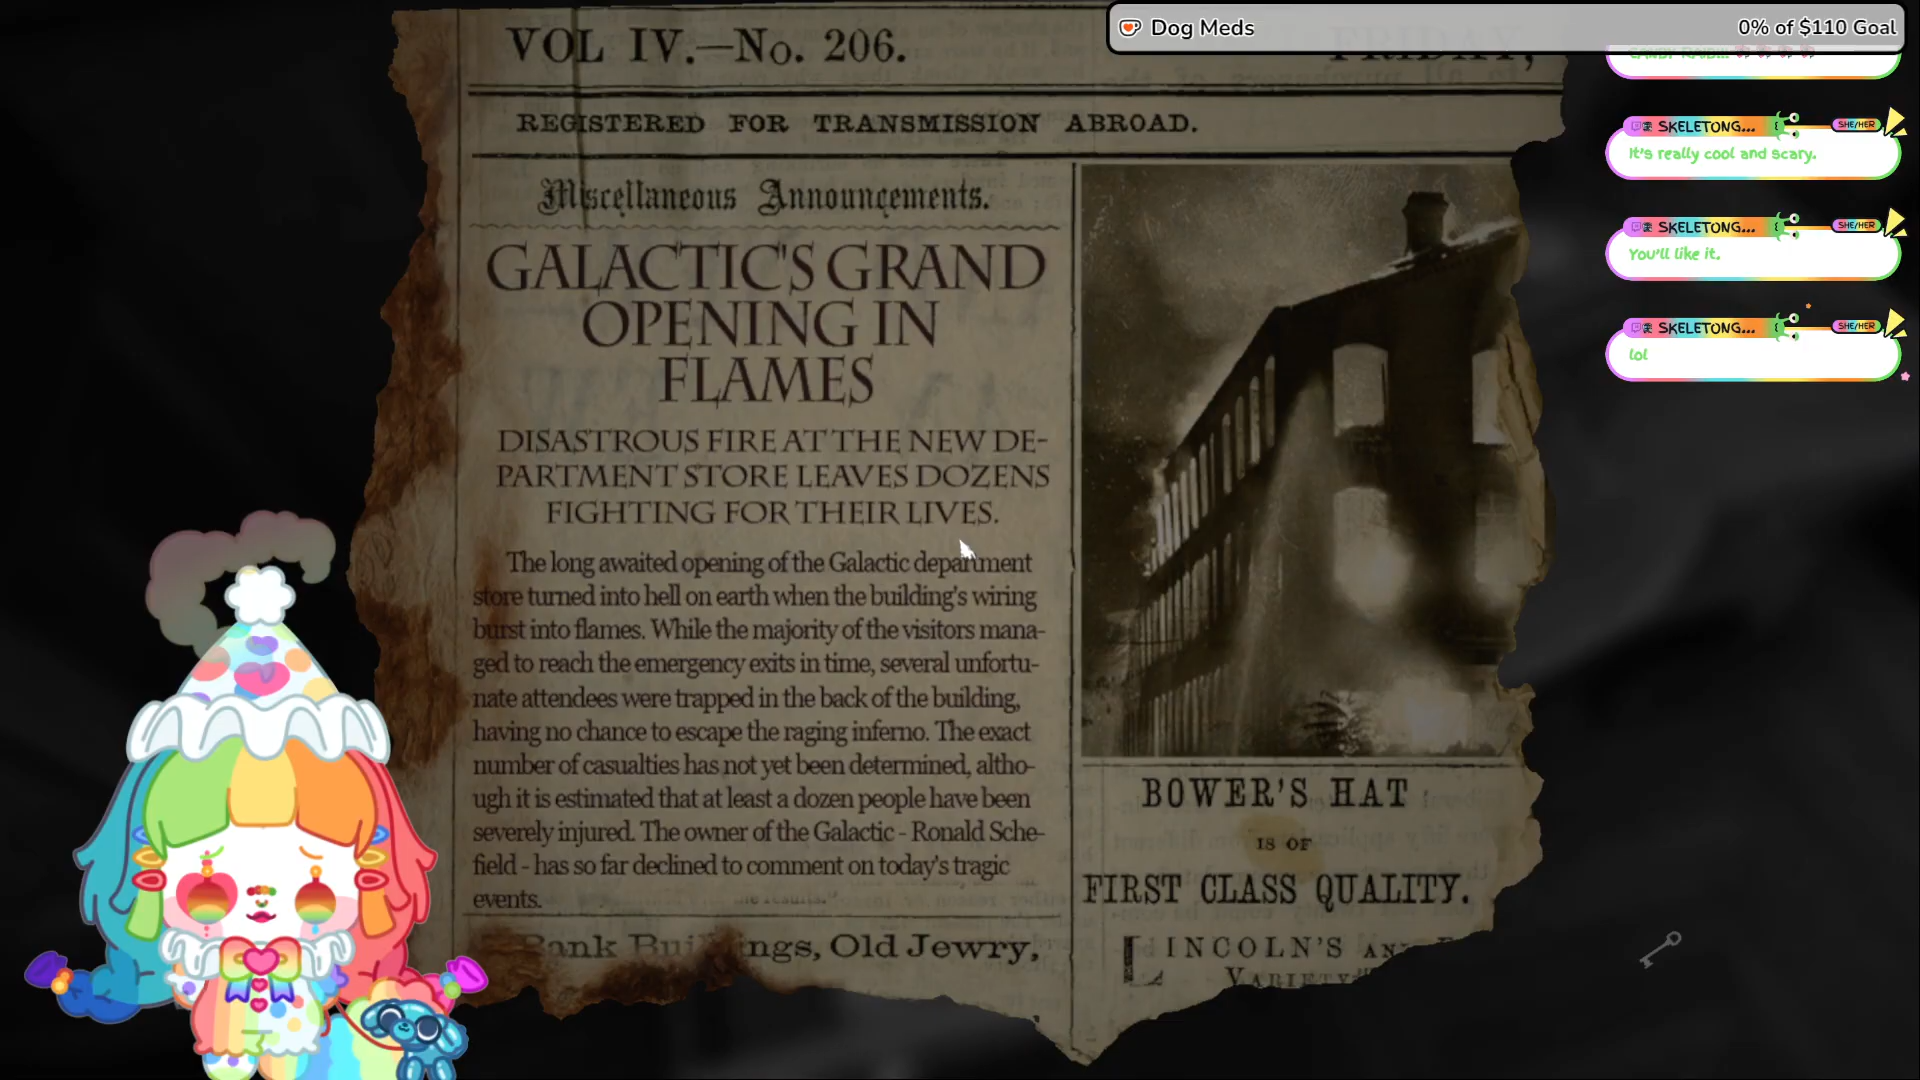 Dog Meds
0% of $110 Goal
VOL IV.—No. 206.
FRIDAY,
REGISTERED FOR TRANSMISSION ABROAD.
Miscellaneous Announcements.
GALACTIC'S GRAND
OPENING IN
FLAMES
DISASTROUS FIRE AT THE NEW DE-
PARTMENT STORE LEAVES DOZENS
FIGHTING FOR THEIR LIVES.
The long awaited opening of the Galactic department
store turned into hell on earth when the building's wiring
burst into flames. While the majority of the visitors mana-
ged to reach the emergency exits in time, several unfortu-
nate attendees were trapped in the back of the building,
having no chance to escape the raging inferno. The exact
number of casualties has not yet been determined, altho-
ugh it is estimated that at least a dozen people have been
severely injured. The owner of the Galactic - Ronald Sche-
field - has so far declined to comment on today's tragic
events.
Old Jewry,
BOWER'S HAT
IS OF
FIRST CLASS QUALITY.
LINCOLN'S
SKELETONG...
SHE/HER
It's really cool and scary.
SKELETONG...
SHE/HER
You'll like it.
SKELETONG...
SHE/HER
lol